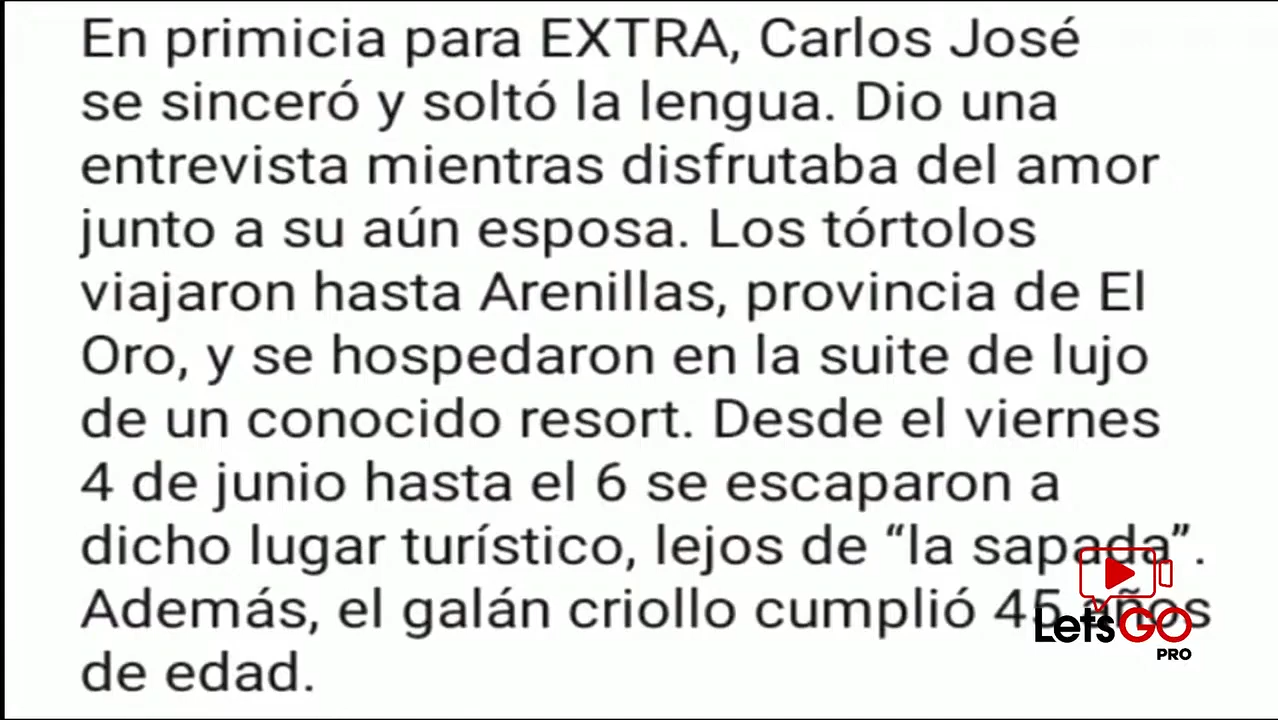 En primicia para EXTRA, Carlos José
se sinceró y soltó la lengua. Dio una
entrevista mientras disfrutaba del amor
junto a su aún esposa. Los tórtolos
viajaron hasta Arenillas, provincia de El
Oro, y se hospedaron en la suite de lujo
de un conocido resort. Desde el viernes
4 de junio hasta el 6 se escaparon a
dicho lugar turístico, lejos de “la sapada”.
Además, el galán criollo cumplió 45 años
de edad.
LetsGO
PRO